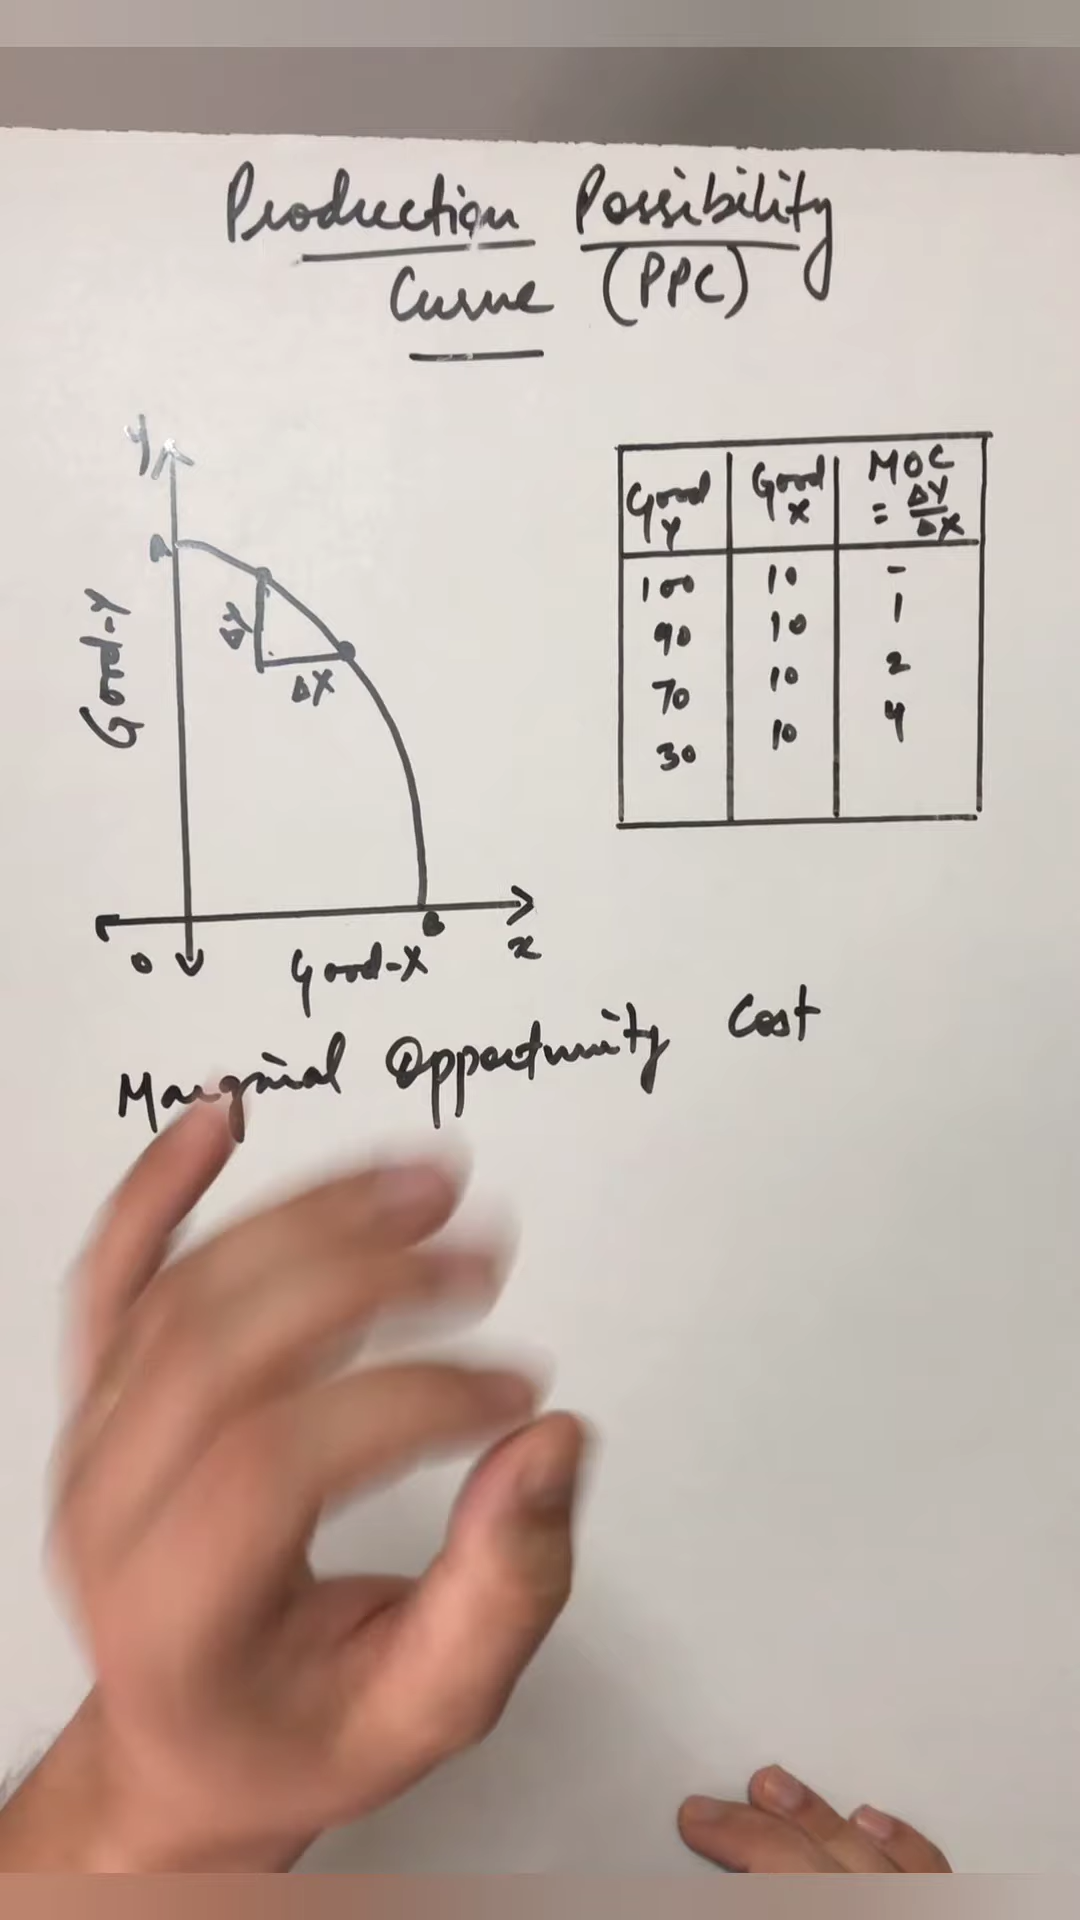 Production Possibility
Curve (PPC)
Y
A
Good-Y
ΔY
ΔX
B
O
Good-X
x
Good Y
Good X
MOC = ΔY/ΔX
100 10 -
90 10 1
70 10 2
30 10 4
Marginal Opportunity Cost